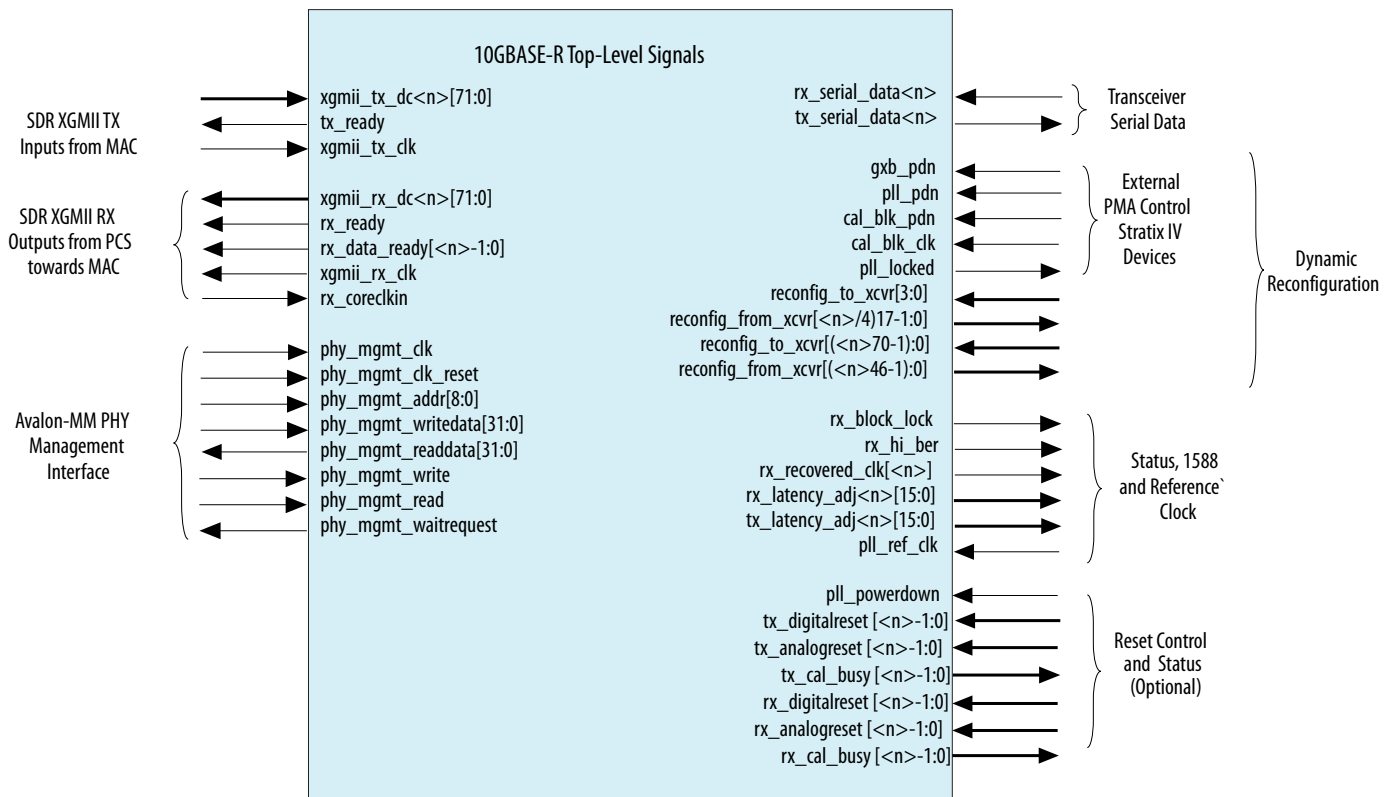 10GBASE-R Top-Level Signals
SDR XGMII TX
Inputs from MAC
xgmii_tx_dc<n>[71:0]
tx_ready
xgmii_tx_clk
SDR XGMII RX
Outputs from PCS
towards MAC
xgmii_rx_dc<n>[71:0]
rx_ready
rx_data_ready[<n>-1:0]
xgmii_rx_clk
rx_coreclkin
Avalon-MM PHY
Management
Interface
phy_mgmt_clk
phy_mgmt_clk_reset
phy_mgmt_addr[8:0]
phy_mgmt_writedata[31:0]
phy_mgmt_readdata[31:0]
phy_mgmt_write
phy_mgmt_read
phy_mgmt_waitrequest
rx_serial_data<n>
tx_serial_data<n>
Transceiver
Serial Data
gxb_pdn
pll_pdn
cal_blk_pdn
cal_blk_clk
pll_locked
External
PMA Control
Stratix IV
Devices
reconfig_to_xcvr[3:0]
reconfig_from_xcvr[<n>/4)17-1:0]
reconfig_to_xcvr[(<n>70-1):0]
reconfig_from_xcvr[(<n>46-1):0]
Dynamic
Reconfiguration
rx_block_lock
rx_hi_ber
rx_recovered_clk[<n>]
rx_latency_adj<n>[15:0]
tx_latency_adj<n>[15:0]
pll_ref_clk
Status, 1588
and Reference`
Clock
pll_powerdown
tx_digitalreset [<n>-1:0]
tx_analogreset [<n>-1:0]
tx_cal_busy [<n>-1:0]
rx_digitalreset [<n>-1:0]
rx_analogreset [<n>-1:0]
rx_cal_busy [<n>-1:0]
Reset Control
and Status
(Optional)